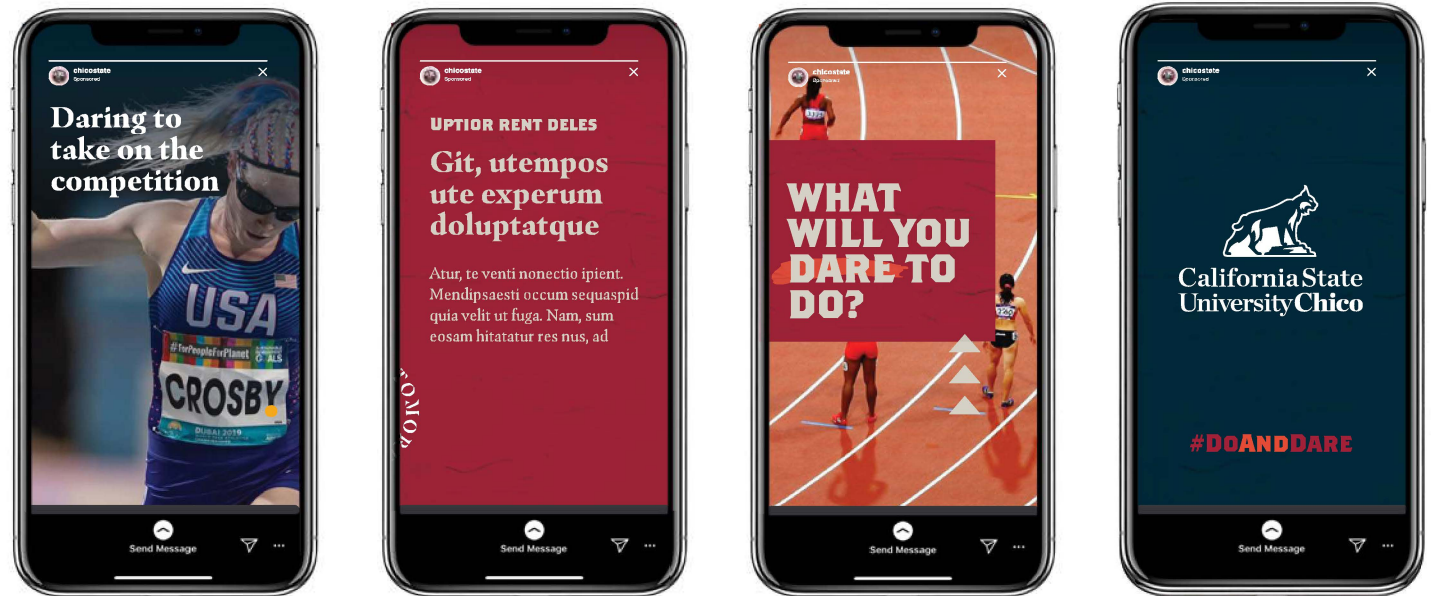 chicostate
Sponsored
Daring to
take on the
competition
USA
#ForPeopleForPlanet
CROSBY
DUBAI 2019
Send Message
chicostate
Sponsored
UPTIOR RENT DELES
Git, utempos
ute experum
doluptatque
Atur, te venti nonectio ipient.
Mendipsaesti occum sequaspid
quia velit ut fuga. Nam, sum
eosam hitatatur res nus, ad
Send Message
chicostate
Sponsored
WHAT
WILL YOU
DARE TO
DO?
Send Message
chicostate
Sponsored
California State
University Chico
#DOANDDARE
Send Message